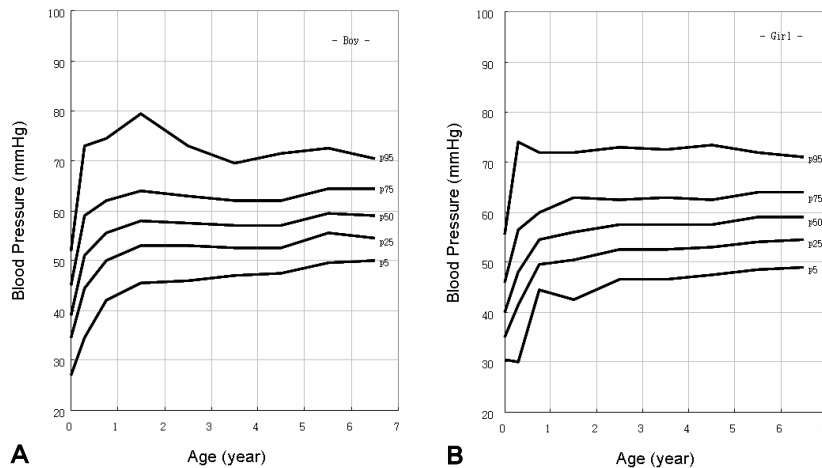 100
90
80
70
60
50
40
30
20
Blood Pressure (mmHg)
- Boy -
p95
p75
p50
p25
p5
0 1 2 3 4 5 6 7
Age (year)
A
100
90
80
70
60
50
40
30
20
Blood Pressure (mmHg)
- Girl -
p95
p75
p50
p25
p5
0 1 2 3 4 5 6
Age (year)
B